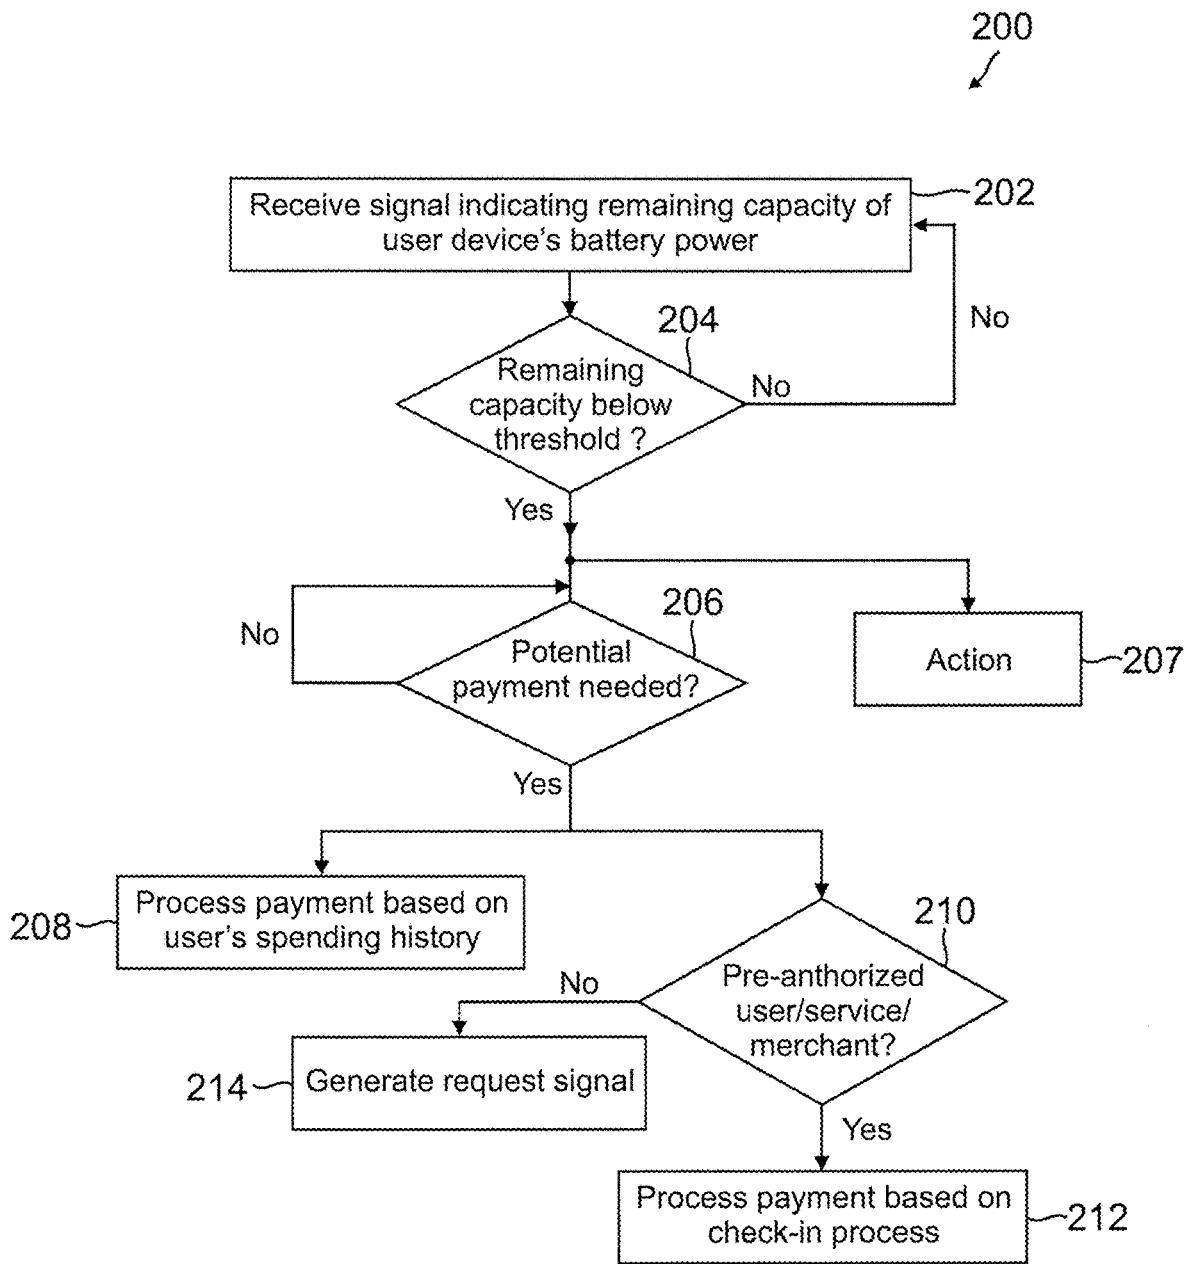 200
Receive signal indicating remaining capacity of
user device's battery power
202
No
204
Remaining
capacity below
threshold ?
No
Yes
206
No
Potential
payment needed?
Action
207
Yes
208
Process payment based on
user's spending history
210
No
Pre-anthorized
user/service/
merchant?
214
Generate request signal
Yes
Process payment based on
check-in process
212